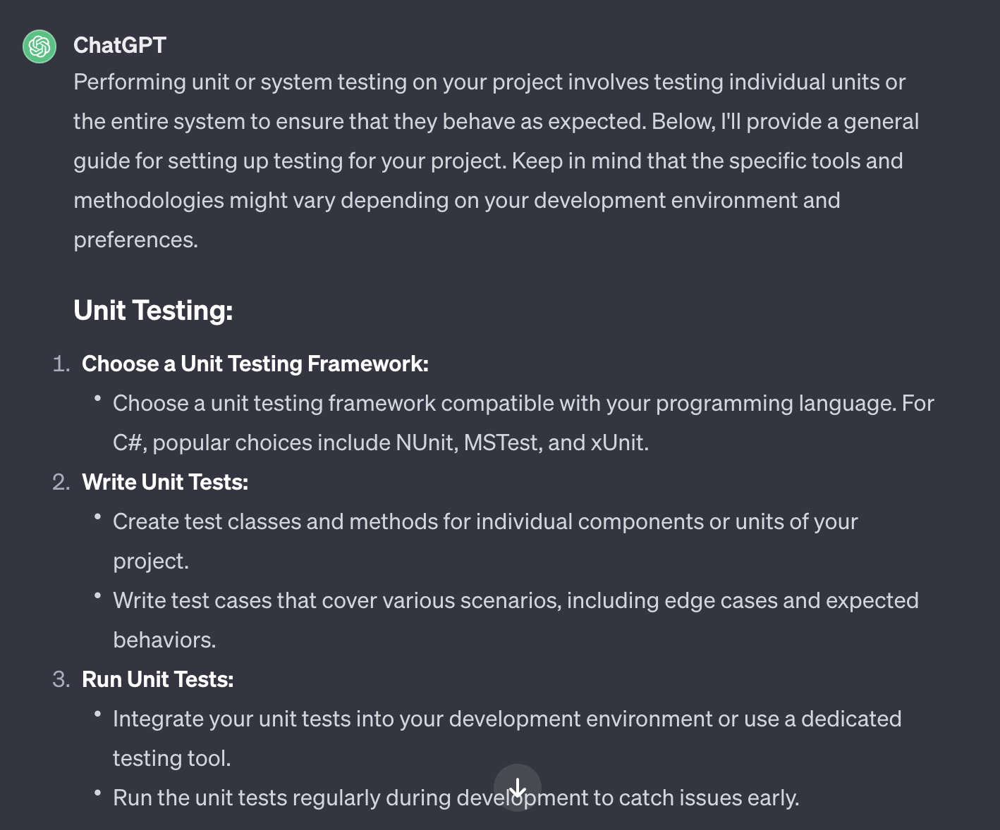 ChatGPT
Performing unit or system testing on your project involves testing individual units or
the entire system to ensure that they behave as expected. Below, I'll provide a general
guide for setting up testing for your project. Keep in mind that the specific tools and
methodologies might vary depending on your development environment and
preferences.
Unit Testing:
1. Choose a Unit Testing Framework:
• Choose a unit testing framework compatible with your programming language. For
C#, popular choices include NUnit, MSTest, and xUnit.
2. Write Unit Tests:
• Create test classes and methods for individual components or units of your
project.
• Write test cases that cover various scenarios, including edge cases and expected
behaviors.
3. Run Unit Tests:
• Integrate your unit tests into your development environment or use a dedicated
testing tool.
• Run the unit tests regularly during development to catch issues early.